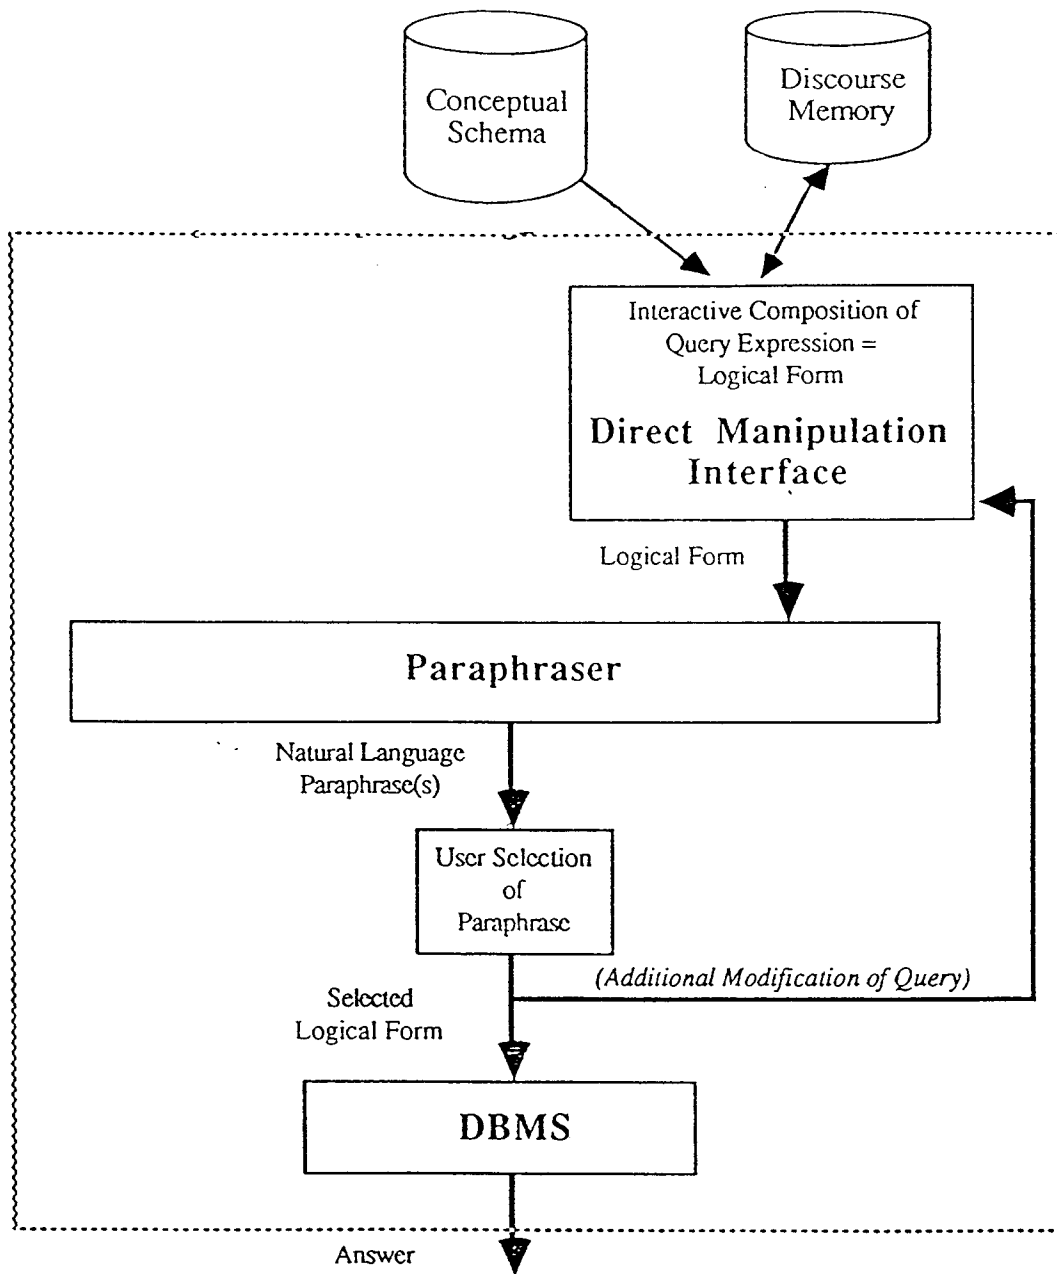 Conceptual
Schema
Discourse
Memory
Interactive Composition of
Query Expression =
Logical Form
Direct Manipulation
Interface
Logical Form
Paraphraser
Natural Language
Paraphrase(s)
User Selection
of
Paraphrase
(Additional Modification of Query)
Selected
Logical Form
DBMS
Answer